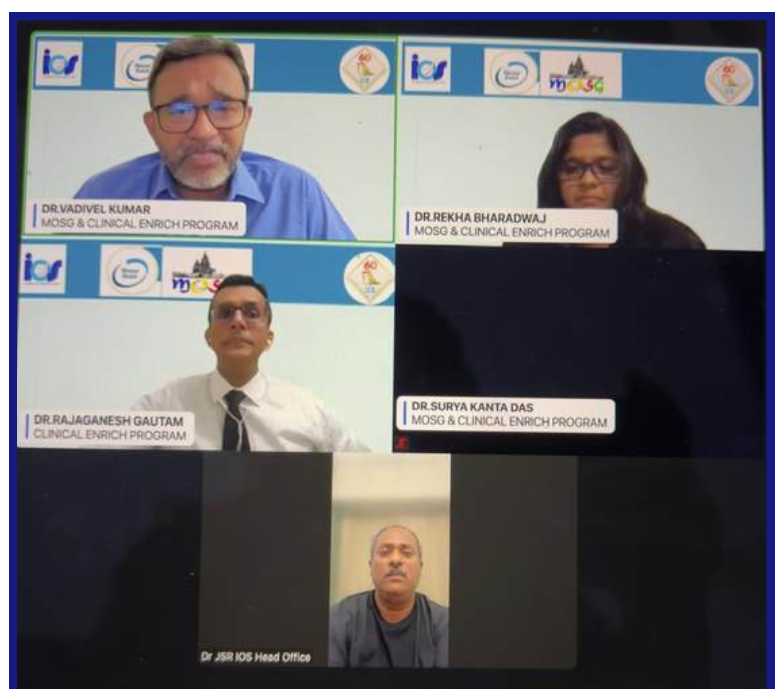 ios
ios
MOSG
DR.VADIVEL KUMAR
MOSG & CLINICAL ENRICH PROGRAM
DR.REKHA BHARADWAJ
MOSG & CLINICAL ENRICH PROGRAM
ios
DR.RAJAGANESH GAUTAM
CLINICAL ENRICH PROGRAM
DR.SURYA KANTA DAS
MOSG & CLINICAL ENRICH PROGRAM
Dr JSR IOS Head Office